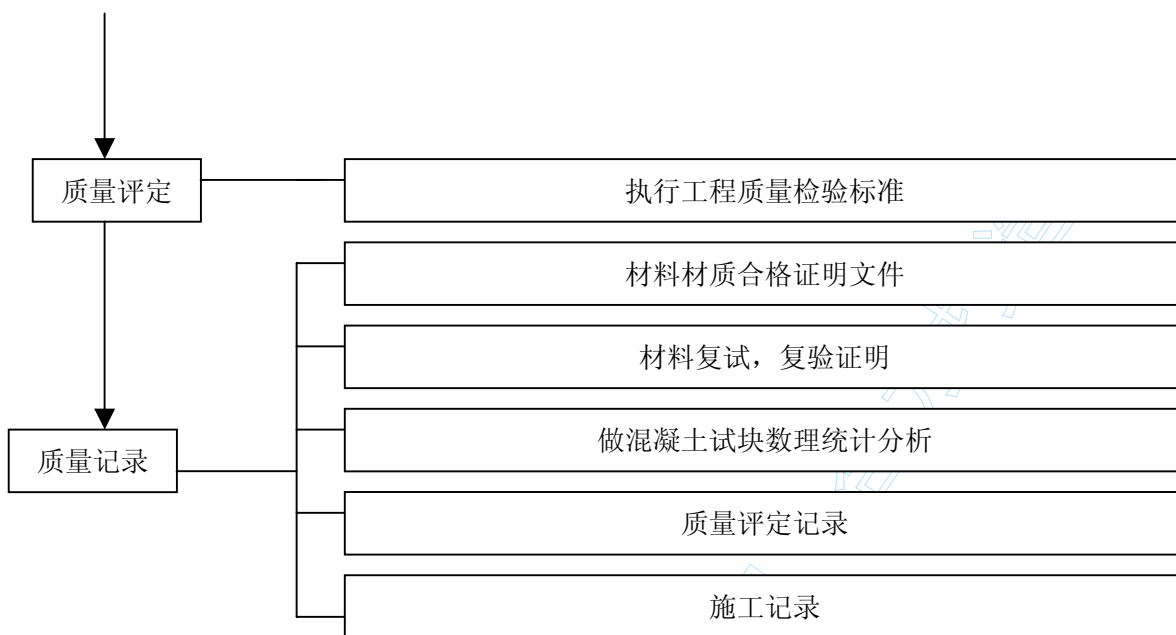 质量评定
执行工程质量检验标准
材料材质合格证明文件
材料复试，复验证明
做混凝土试块数理统计分析
质量记录
质量评定记录
施工记录